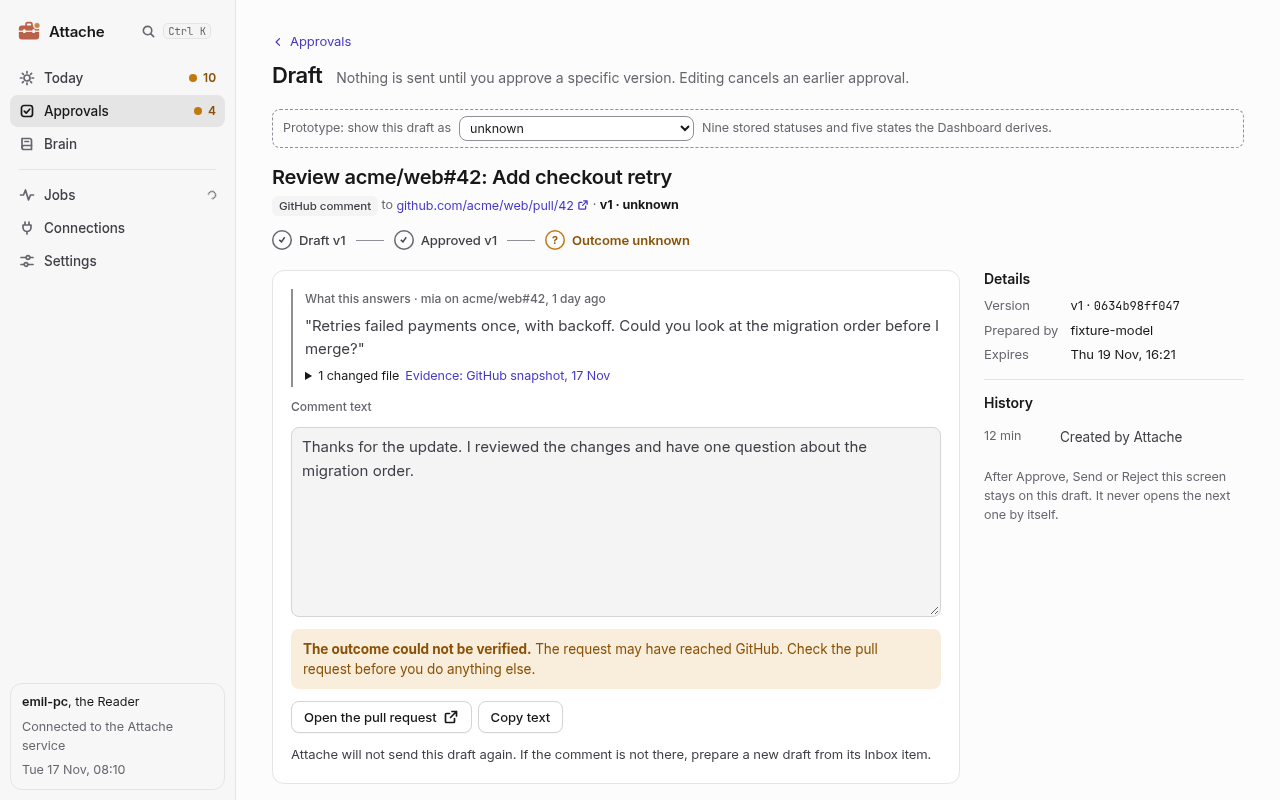 Attache
Ctrl K
Today
10
Approvals
4
Brain
Jobs
Connections
Settings
emil-pc, the Reader
Connected to the Attache
service
Tue 17 Nov, 08:10
Approvals
Draft
Nothing is sent until you approve a specific version. Editing cancels an earlier approval.
Prototype: show this draft as
unknown
Nine stored statuses and five states the Dashboard derives.
Review acme/web#42: Add checkout retry
GitHub comment to github.com/acme/web/pull/42 · v1 · unknown
Draft v1
Approved v1
? Outcome unknown
What this answers · mia on acme/web#42, 1 day ago
"Retries failed payments once, with backoff. Could you look at the migration order before I
merge?"
1 changed file Evidence: GitHub snapshot, 17 Nov
Comment text
Thanks for the update. I reviewed the changes and have one question about the
migration order.
The outcome could not be verified. The request may have reached GitHub. Check the pull
request before you do anything else.
Open the pull request
Copy text
Attache will not send this draft again. If the comment is not there, prepare a new draft from its Inbox item.
Details
Version v1 · 0634b98ff047
Prepared by fixture-model
Expires Thu 19 Nov, 16:21
History
12 min Created by Attache
After Approve, Send or Reject this screen
stays on this draft. It never opens the next
one by itself.